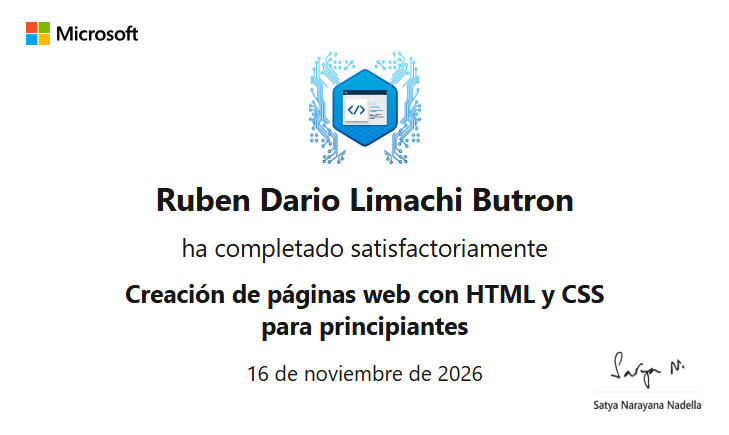 Microsoft
</>
Ruben Dario Limachi Butron
ha completado satisfactoriamente
Creación de páginas web con HTML y CSS
para principiantes
16 de noviembre de 2026
Satya N.
Satya Narayana Nadella